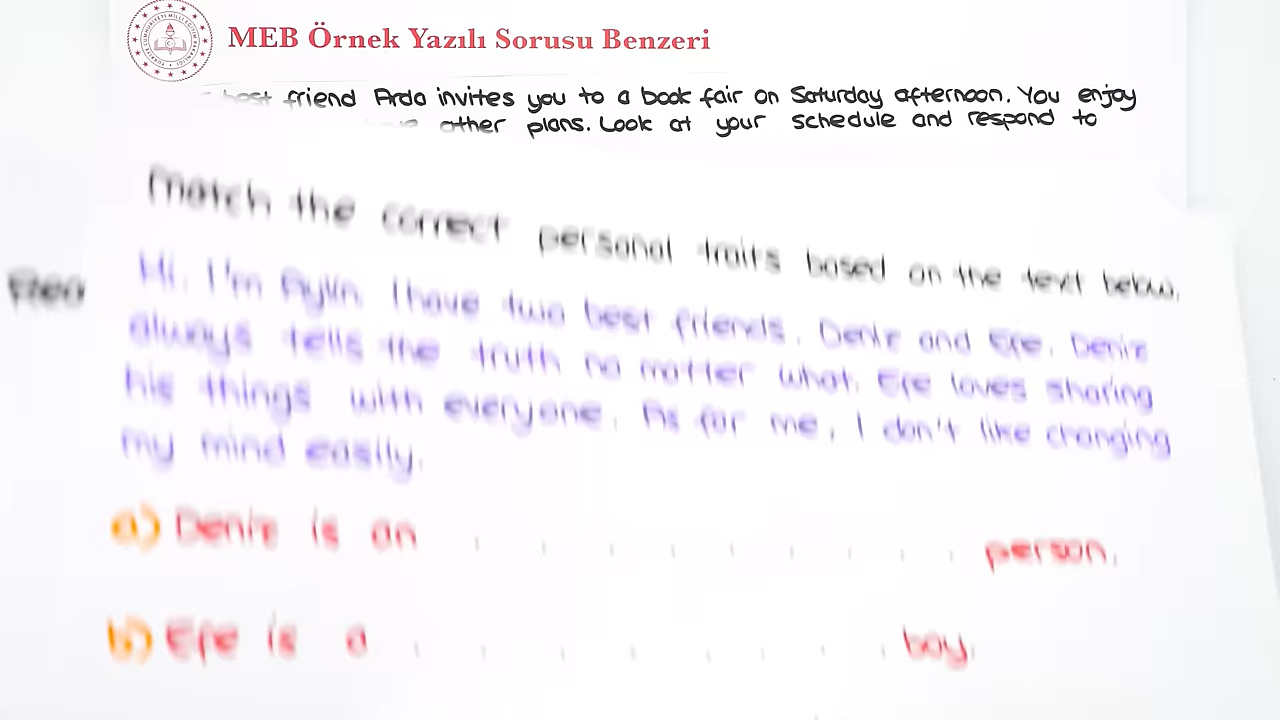 MEB Örnek Yazılı Sorusu Benzeri
best friend Arda invites you to a book fair on Saturday afternoon. You enjoy
other plans. Look at your schedule and respond to
Match the correct personal traits based on the text below.
Read
Hi. I'm Aylin. I have two best friends. Deniz and Efe. Deniz
always tells the truth no matter what. Efe loves sharing
his things with everyone. As for me, I don't like changing
my mind easily.
a) Deniz is an . . . . . . . . person.
b) Efe is a . . . . . . . . boy.